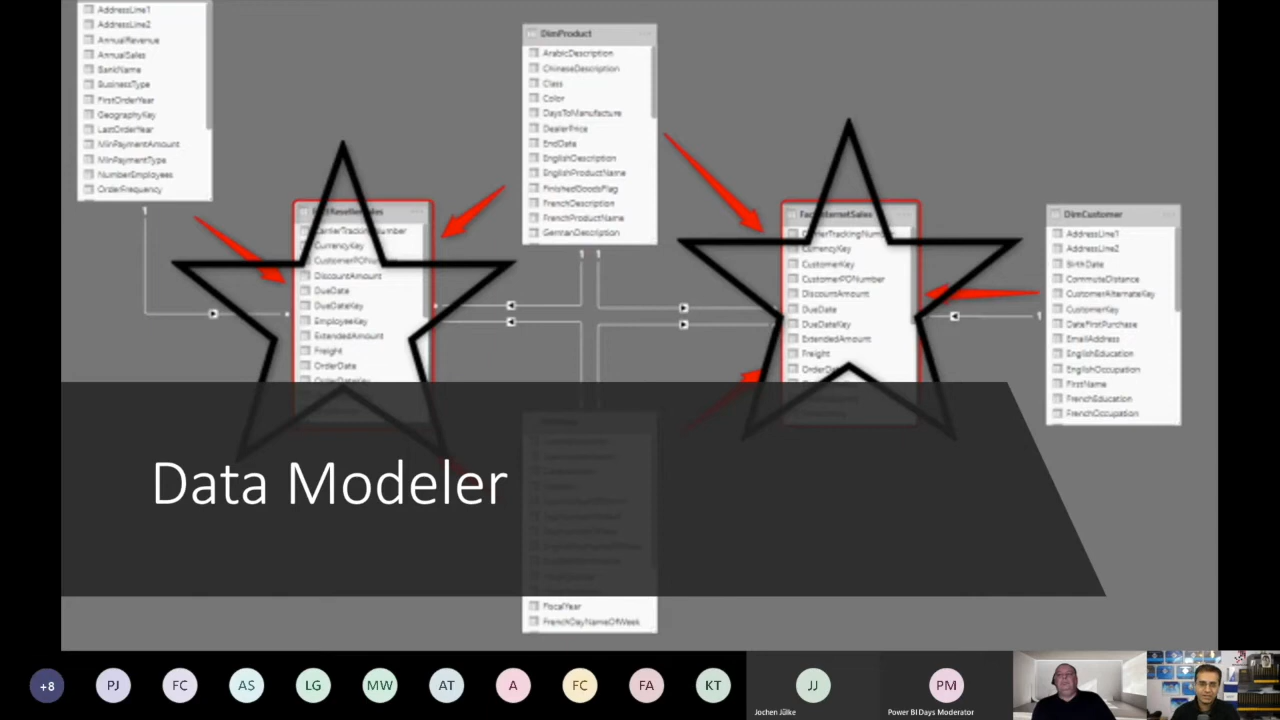 AddressLine1
AddressLine2
AnnualRevenue
AnnualSales
BankName
BusinessType
FirstOrderYear
GeographyKey
LastOrderYear
MinPaymentAmount
MinPaymentType
NumberEmployees
OrderFrequency
CurrencyKey
DiscountAmount
DueDate
DueDateKey
EmployeeKey
ExtendedAmount
Freight
OrderDate
DimProduct
ArabicDescription
ChineseDescription
Class
Color
DaysToManufacture
DealerPrice
EndDate
EnglishDescription
EnglishProductName
FinishedGoodsFlag
FrenchDescription
FrenchProductName
GermanDescription
FiscalYear
FrenchDayNameOfWeek
CurrencyKey
CustomerKey
CustomerPONumber
DiscountAmount
DueDate
DueDateKey
ExtendedAmount
Freight
DimCustomer
AddressLine1
AddressLine2
BirthDate
CommuteDistance
CustomerAlternateKey
CustomerKey
DateFirstPurchase
EmailAddress
EnglishEducation
EnglishOccupation
FirstName
FrenchEducation
FrenchOccupation
1
1 1
1
Data Modeler
+8 PJ FC AS LG MW AT A FC FA KT JJ PM
Jochen Jülke
Power BI Days Moderator